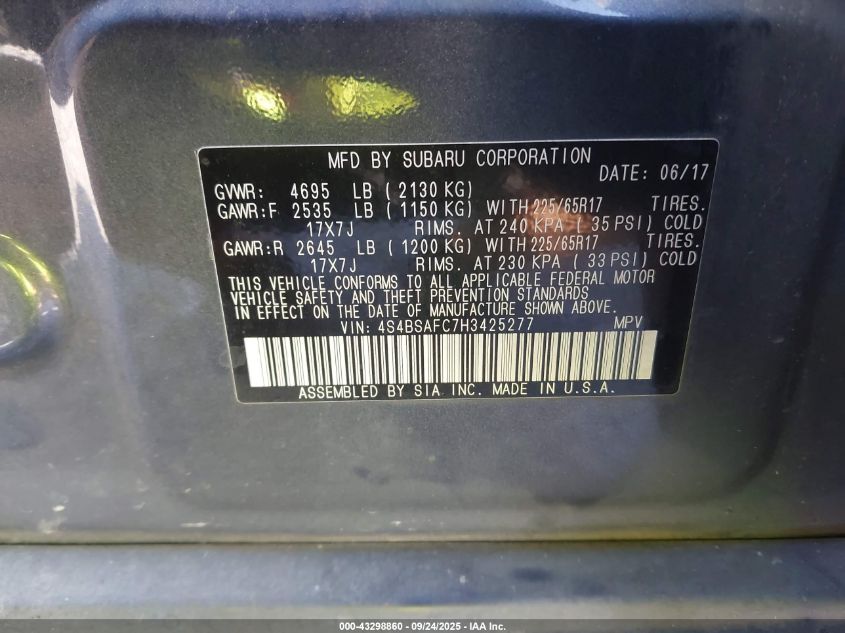 MFD BY SUBARU CORPORATION
DATE: 06/17
GVWR: 4695 LB ( 2130 KG)
GAWR:F 2535 LB ( 1150 KG) WITH 225/65R17 TIRES.
17X7J RIMS. AT 240 KPA ( 35 PSI) COLD
GAWR:R 2645 LB ( 1200 KG) WITH 225/65R17 TIRES.
17X7J RIMS. AT 230 KPA ( 33 PSI) COLD
THIS VEHICLE CONFORMS TO ALL APPLICABLE FEDERAL MOTOR
VEHICLE SAFETY AND THEFT PREVENTION STANDARDS
IN EFFECT ON THE DATE OF MANUFACTURE SHOWN ABOVE.
VIN: 4S4BSAFC7H3425277 MPV
ASSEMBLED BY SIA INC. MADE IN U.S.A.
000-43298860 - 09/24/2025 - IAA Inc.